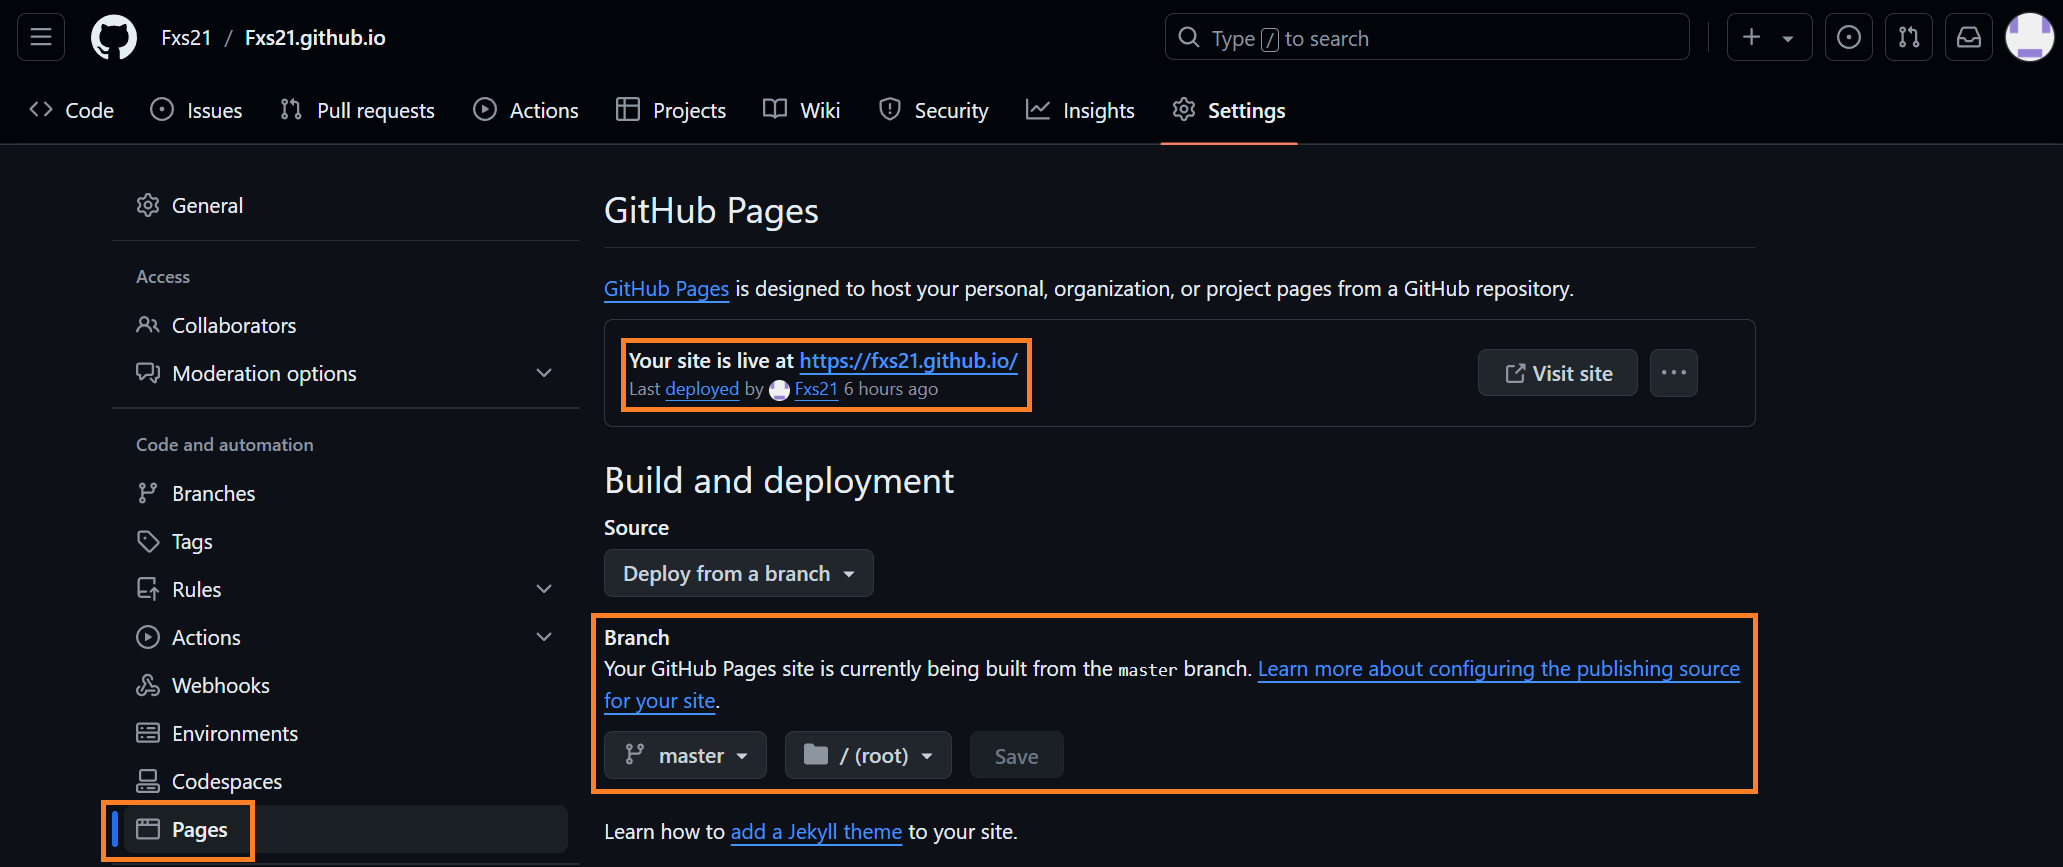 Fxs21 / Fxs21.github.io
Type / to search
Code Issues Pull requests Actions Projects Wiki Security Insights Settings
General
Access
Collaborators
Moderation options
Code and automation
Branches
Tags
Rules
Actions
Webhooks
Environments
Codespaces
Pages
GitHub Pages
GitHub Pages is designed to host your personal, organization, or project pages from a GitHub repository.
Your site is live at https://fxs21.github.io/
Last deployed by Fxs21 6 hours ago
Visit site
Build and deployment
Source
Deploy from a branch
Branch
Your GitHub Pages site is currently being built from the master branch. Learn more about configuring the publishing source
for your site.
master / (root) Save
Learn how to add a Jekyll theme to your site.